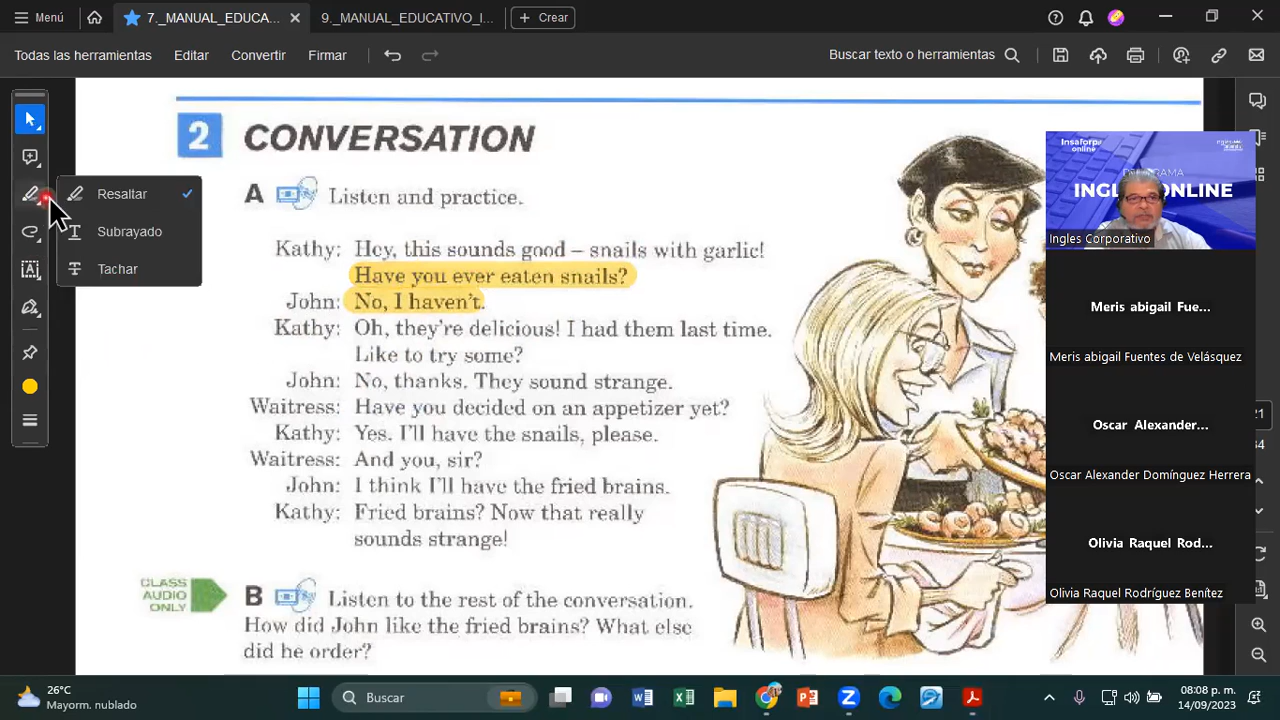 Menú
7._MANUAL_EDUCA...
9._MANUAL_EDUCATIVO_I...
Crear
Todas las herramientas
Editar
Convertir
Firmar
Buscar texto o herramientas
Resaltar
Subrayado
Tachar
2 CONVERSATION
A Listen and practice.
Kathy: Hey, this sounds good – snails with garlic!
Have you ever eaten snails?
John: No, I haven't.
Kathy: Oh, they're delicious! I had them last time.
Like to try some?
John: No, thanks. They sound strange.
Waitress: Have you decided on an appetizer yet?
Kathy: Yes. I'll have the snails, please.
Waitress: And you, sir?
John: I think I'll have the fried brains.
Kathy: Fried brains? Now that really
sounds strange!
CLASS
AUDIO
ONLY
B Listen to the rest of the conversation.
How did John like the fried brains? What else
did he order?
Insaforp
online
Ingles Corporativo
Meris abigail Fue...
Meris abigail Fuentes de Velásquez
Oscar Alexander...
Oscar Alexander Domínguez Herrera
Olivia Raquel Rod...
Olivia Raquel Rodríguez Benítez
21
26°C
Mayorm. nublado
Buscar
08:08 p. m.
14/09/2023